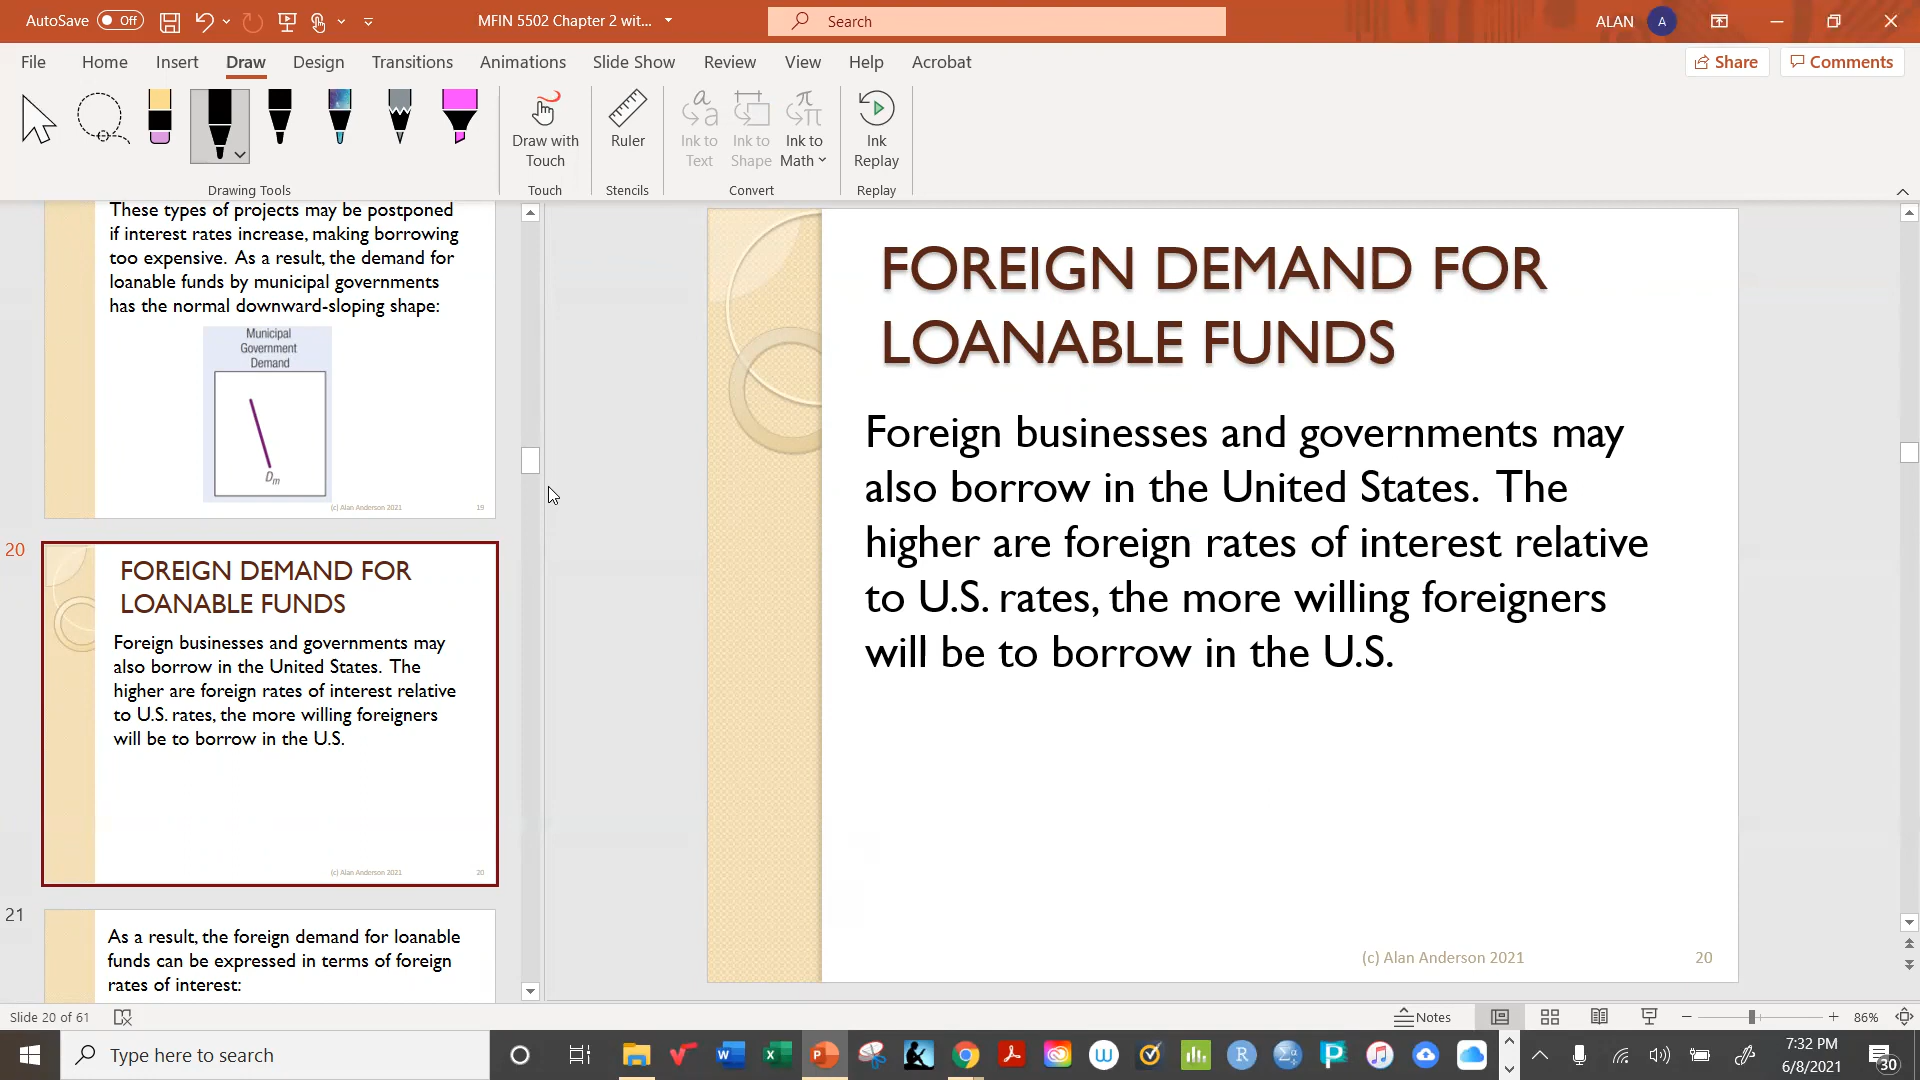 AutoSave Off
MFIN 5502 Chapter 2 wit...
Search
ALAN A
File Home Insert Draw Design Transitions Animations Slide Show Review View Help Acrobat
Share Comments
Draw with Touch
Ruler
Ink to Text
Ink to Shape
Ink to Math
Ink Replay
Drawing Tools
Touch
Stencils
Convert
Replay
These types of projects may be postponed
if interest rates increase, making borrowing
too expensive. As a result, the demand for
loanable funds by municipal governments
has the normal downward-sloping shape:
Municipal
Government
Demand
Dm
(c) Alan Anderson 2021 19
20
FOREIGN DEMAND FOR
LOANABLE FUNDS
Foreign businesses and governments may
also borrow in the United States. The
higher are foreign rates of interest relative
to U.S. rates, the more willing foreigners
will be to borrow in the U.S.
(c) Alan Anderson 2021 20
21
As a result, the foreign demand for loanable
funds can be expressed in terms of foreign
rates of interest:
FOREIGN DEMAND FOR
LOANABLE FUNDS
Foreign businesses and governments may
also borrow in the United States. The
higher are foreign rates of interest relative
to U.S. rates, the more willing foreigners
will be to borrow in the U.S.
(c) Alan Anderson 2021 20
Slide 20 of 61
Notes
86%
Type here to search
7:32 PM
6/8/2021
30